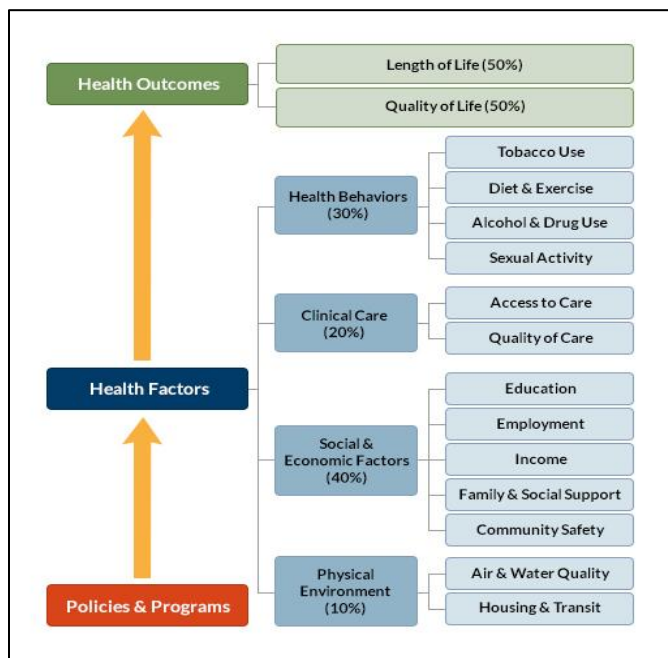 Health Outcomes
Length of Life (50%)
Quality of Life (50%)
Health Factors
Health Behaviors
(30%)
Tobacco Use
Diet & Exercise
Alcohol & Drug Use
Sexual Activity
Clinical Care
(20%)
Access to Care
Quality of Care
Social &
Economic Factors
(40%)
Education
Employment
Income
Family & Social Support
Community Safety
Physical
Environment
(10%)
Air & Water Quality
Housing & Transit
Policies & Programs